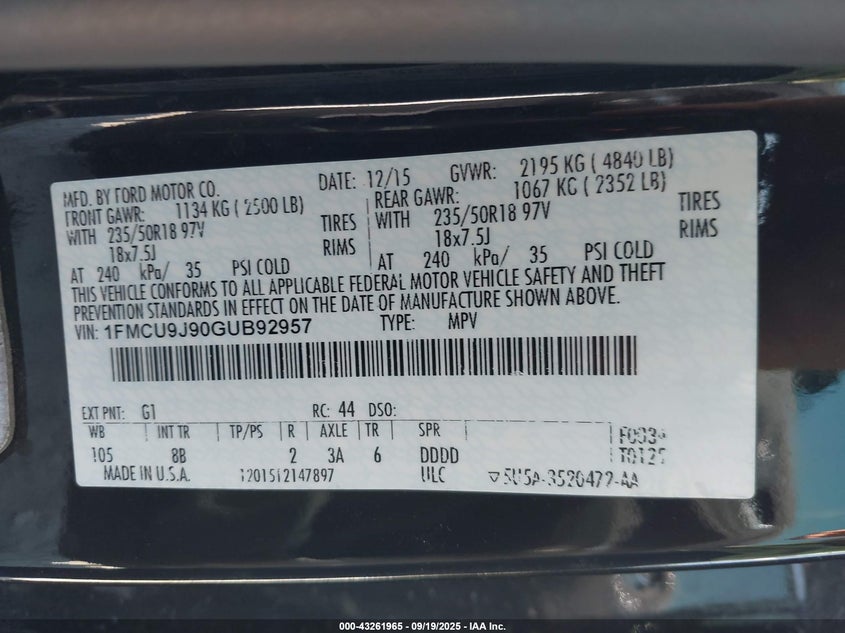 MFD. BY FORD MOTOR CO. DATE: 12/15 GVWR: 2195 KG ( 4840 LB)
FRONT GAWR: 1134 KG ( 2500 LB) REAR GAWR: 1067 KG ( 2352 LB)
WITH 235/50R18 97V TIRES WITH 235/50R18 97V TIRES
18x7.5J RIMS 18x7.5J RIMS
AT 240 kPa/ 35 PSI COLD AT 240 kPa/ 35 PSI COLD
THIS VEHICLE CONFORMS TO ALL APPLICABLE FEDERAL MOTOR VEHICLE SAFETY AND THEFT
PREVENTION STANDARDS IN EFFECT ON THE DATE OF MANUFACTURE SHOWN ABOVE.
VIN: 1FMCU9J90GUB92957 TYPE: MPV
EXT PNT: G1 RC: 44 DSO:
WB INT TR TP/PS R AXLE TR SPR
105 8B 2 3A 6 DDDD
MADE IN U.S.A. 1201512147897 ULC
000-43261965 - 09/19/2025 - IAA Inc.